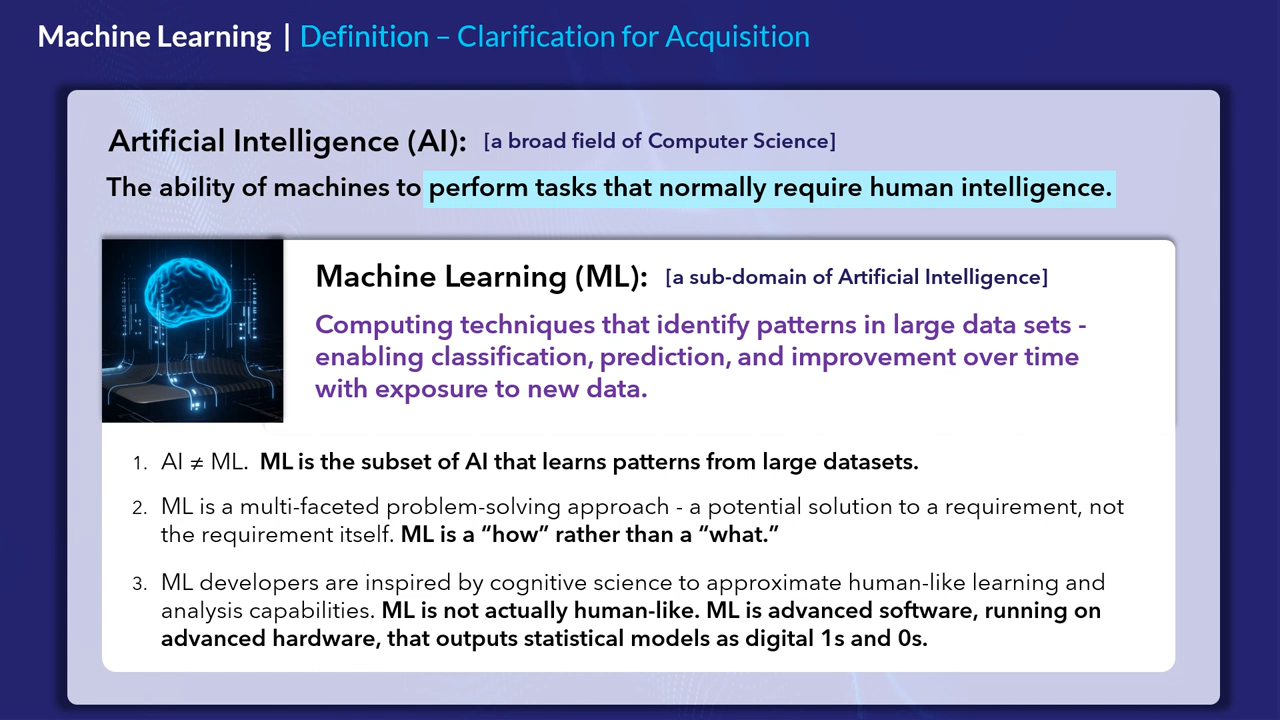 Machine Learning | Definition – Clarification for Acquisition
Artificial Intelligence (AI): [a broad field of Computer Science]
The ability of machines to perform tasks that normally require human intelligence.
Machine Learning (ML): [a sub-domain of Artificial Intelligence]
Computing techniques that identify patterns in large data sets -
enabling classification, prediction, and improvement over time
with exposure to new data.
1. AI ≠ ML. ML is the subset of AI that learns patterns from large datasets.
2. ML is a multi-faceted problem-solving approach - a potential solution to a requirement, not
the requirement itself. ML is a “how” rather than a “what.”
3. ML developers are inspired by cognitive science to approximate human-like learning and
analysis capabilities. ML is not actually human-like. ML is advanced software, running on
advanced hardware, that outputs statistical models as digital 1s and 0s.